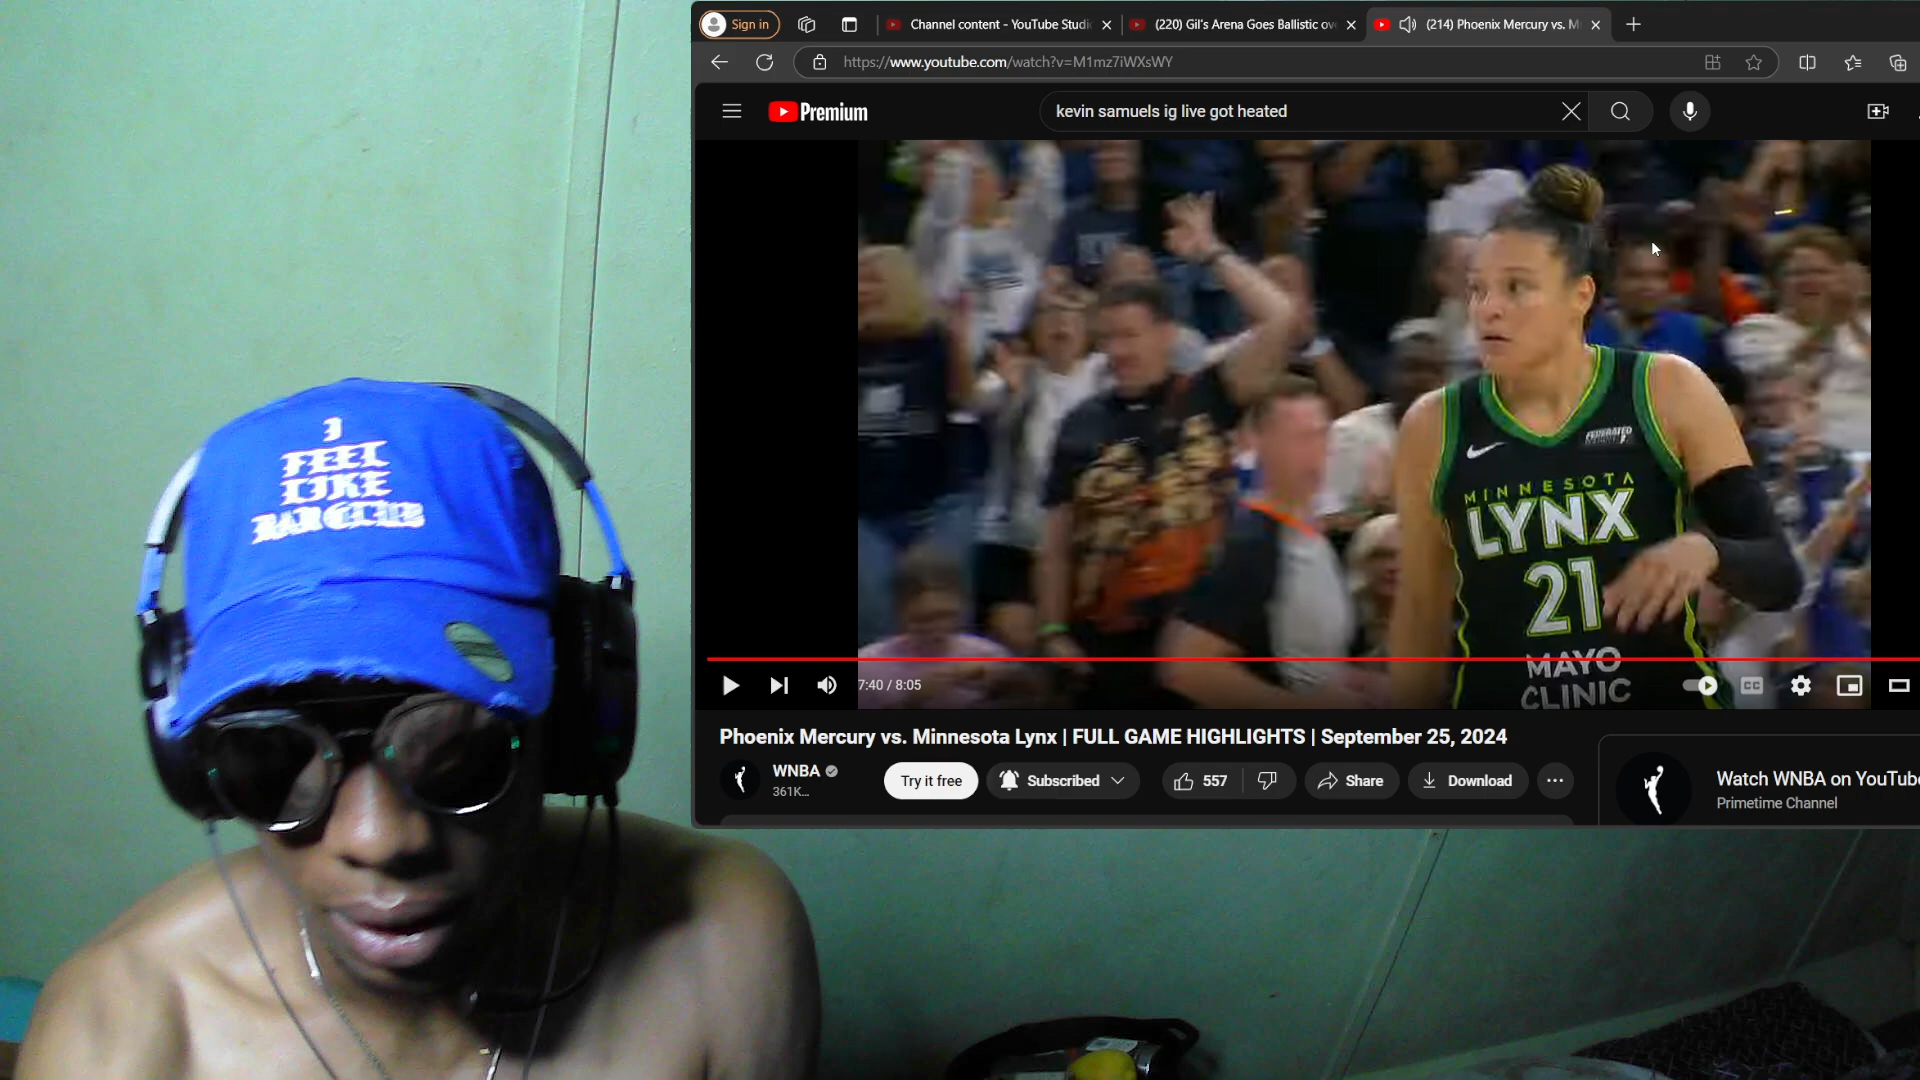 Sign in
Channel content - YouTube Studi
(220) Gil's Arena Goes Ballistic ov
(214) Phoenix Mercury vs. M
https://www.youtube.com/watch?v=M1mz7iWXsWY
Premium
kevin samuels ig live got heated
I
FEEL
LIKE
MINNESOTA
LYNX
21
MAYO
CLINIC
7:40 / 8:05
CC
Phoenix Mercury vs. Minnesota Lynx | FULL GAME HIGHLIGHTS | September 25, 2024
WNBA
361K...
Try it free
Subscribed
557
Share
Download
Watch WNBA on YouTube
Primetime Channel